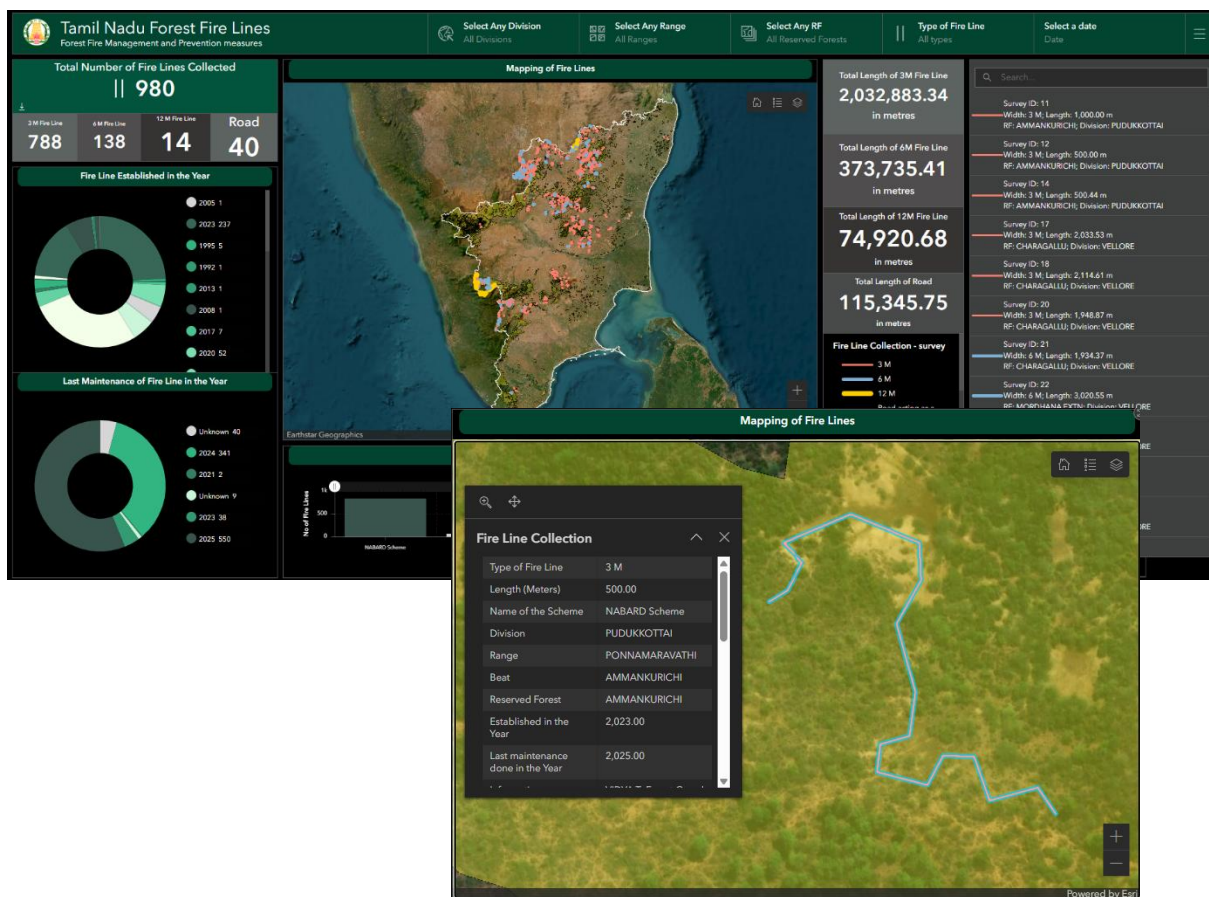 Tamil Nadu Forest Fire Lines
Forest Fire Management and Prevention measures
Select Any Division
All Divisions
Select Any Range
All Ranges
Select Any RF
All Reserved Forests
Type of Fire Line
All types
Select a date
Date
Total Number of Fire Lines Collected
980
3 M Fire Line
788
6 M Fire Line
138
12 M Fire Line
14
Road
40
Fire Line Established in the Year
2005 1
2023 237
1995 5
1992 1
2013 1
2008 1
2017 7
2020 52
Last Maintenance of Fire Line in the Year
Unknown 40
2024 341
2021 2
Unknown 9
2023 38
2025 550
Mapping of Fire Lines
Earthstar Geographics
No of Fire Lines
1k
500
0
NABARD Scheme
Total Length of 3M Fire Line
2,032,883.34
in metres
Total Length of 6M Fire Line
373,735.41
in metres
Total Length of 12M Fire Line
74,920.68
in metres
Total Length of Road
115,345.75
in metres
Fire Line Collection - survey
3 M
6 M
12 M
Search...
Survey ID: 11
Width: 3 M; Length: 1,000.00 m
RF: AMMANKURICHI; Division: PUDUKKOTTAI
Survey ID: 12
Width: 3 M; Length: 500.00 m
RF: AMMANKURICHI; Division: PUDUKKOTTAI
Survey ID: 14
Width: 3 M; Length: 500.44 m
RF: AMMANKURICHI; Division: PUDUKKOTTAI
Survey ID: 17
Width: 3 M; Length: 2,033.53 m
RF: CHARAGALLU; Division: VELLORE
Survey ID: 18
Width: 3 M; Length: 2,114.61 m
RF: CHARAGALLU; Division: VELLORE
Survey ID: 20
Width: 3 M; Length: 1,948.87 m
RF: CHARAGALLU; Division: VELLORE
Survey ID: 21
Width: 6 M; Length: 1,934.37 m
RF: CHARAGALLU; Division: VELLORE
Survey ID: 22
Width: 6 M; Length: 3,020.55 m
RF: MORDHANA EXTN; Division: VELLORE
Mapping of Fire Lines
Fire Line Collection
Type of Fire Line 3 M
Length (Meters) 500.00
Name of the Scheme NABARD Scheme
Division PUDUKKOTTAI
Range PONNAMARAVATHI
Beat AMMANKURICHI
Reserved Forest AMMANKURICHI
Established in the Year 2,023.00
Last maintenance done in the Year 2,025.00
Powered by Esri